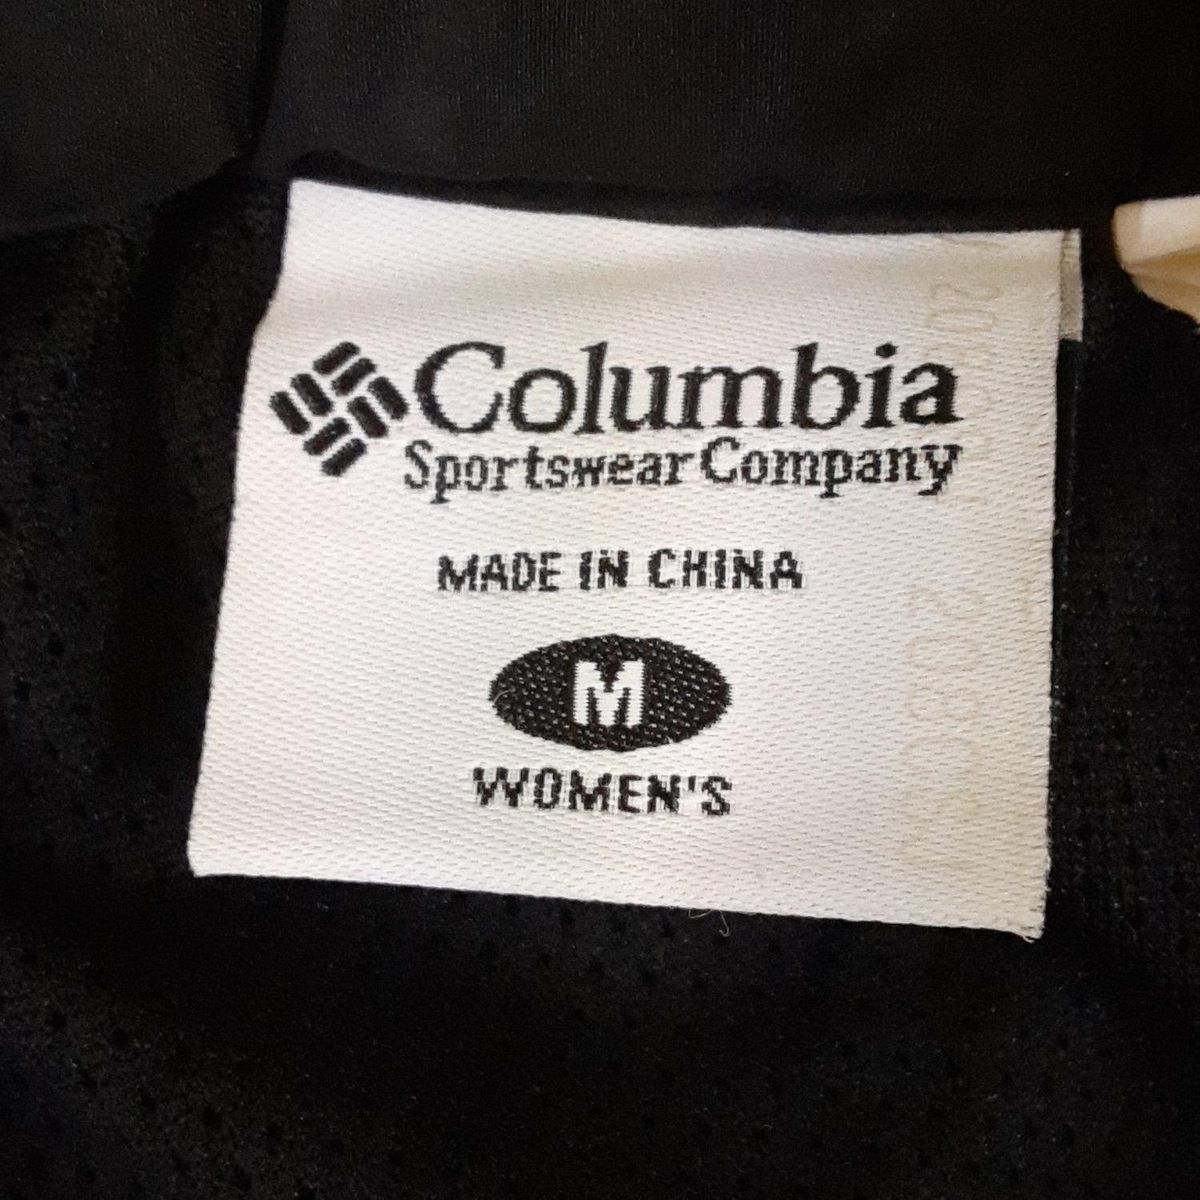 Columbia
Sportswear Company
MADE IN CHINA
M
WOMEN'S